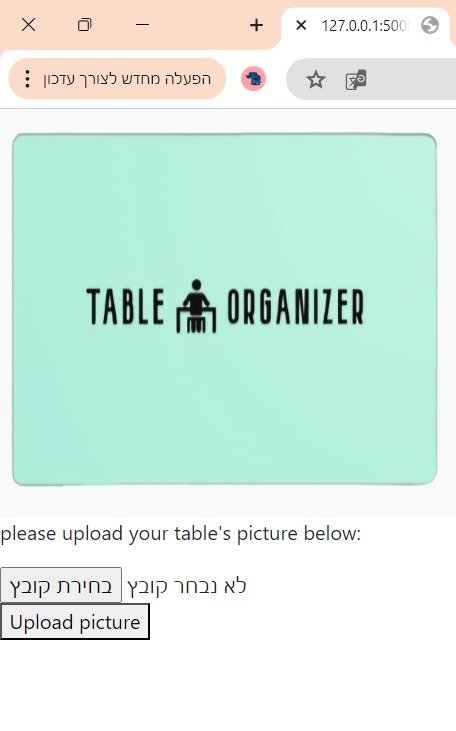 127.0.0.1:500
הפעלה מחדש לצורך עדכון
TABLE ORGANIZER
please upload your table's picture below:
בחירת קובץ לא נבחר קובץ
Upload picture